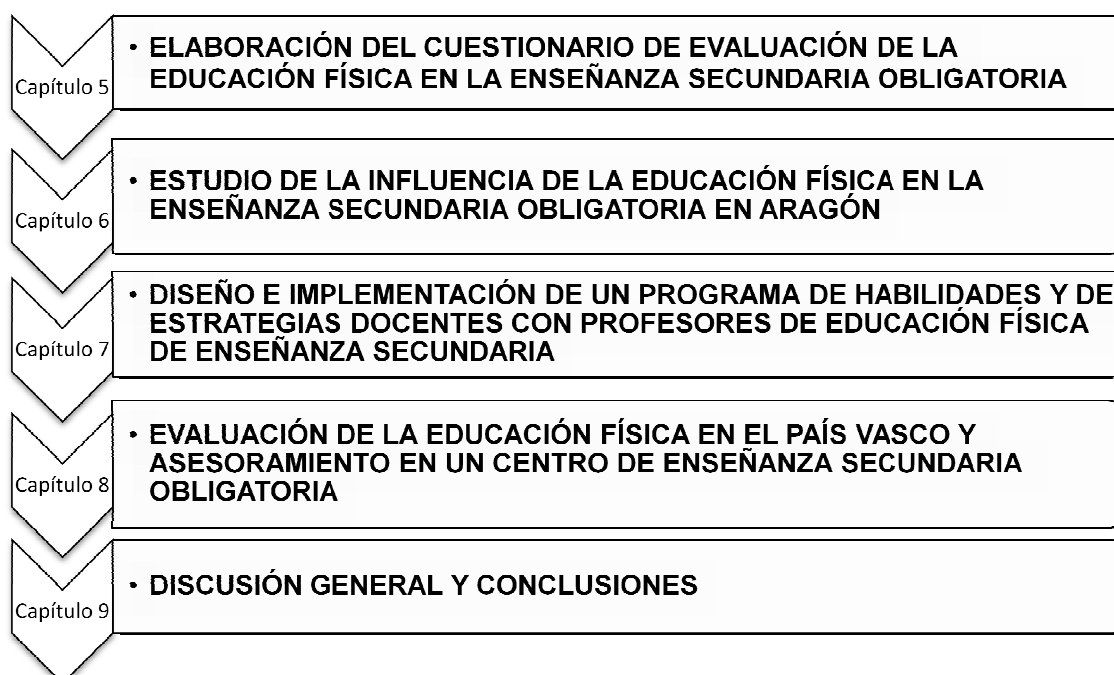 Capítulo 5
• ELABORACIÓN DEL CUESTIONARIO DE EVALUACIÓN DE LA
EDUCACIÓN FÍSICA EN LA ENSEÑANZA SECUNDARIA OBLIGATORIA
Capítulo 6
• ESTUDIO DE LA INFLUENCIA DE LA EDUCACIÓN FÍSICA EN LA
ENSEÑANZA SECUNDARIA OBLIGATORIA EN ARAGÓN
Capítulo 7
• DISEÑO E IMPLEMENTACIÓN DE UN PROGRAMA DE HABILIDADES Y DE
ESTRATEGIAS DOCENTES CON PROFESORES DE EDUCACIÓN FÍSICA
DE ENSEÑANZA SECUNDARIA
Capítulo 8
• EVALUACIÓN DE LA EDUCACIÓN FÍSICA EN EL PAÍS VASCO Y
ASESORAMIENTO EN UN CENTRO DE ENSEÑANZA SECUNDARIA
OBLIGATORIA
Capítulo 9
• DISCUSIÓN GENERAL Y CONCLUSIONES